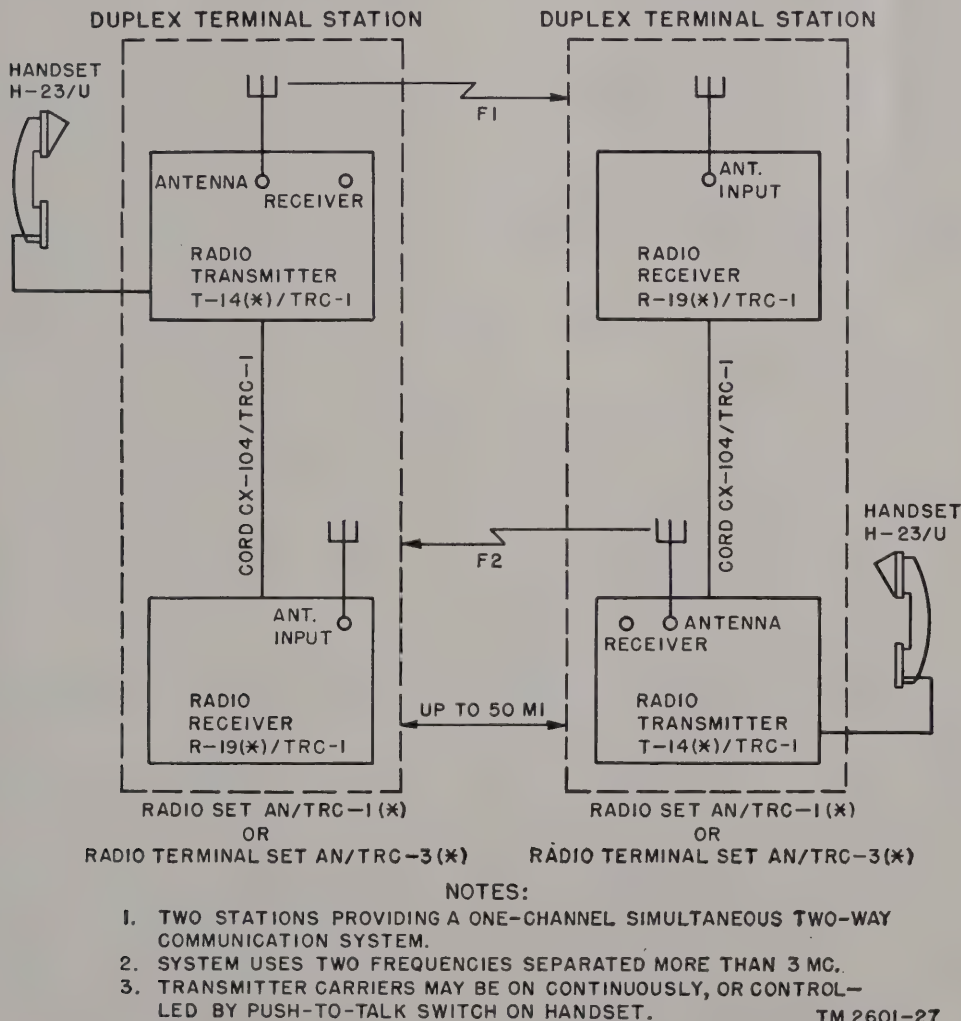 DUPLEX TERMINAL STATION
DUPLEX TERMINAL STATION
HANDSET
H-23/U
F1
ANTENNA
RECEIVER
RADIO
TRANSMITTER
T-14(*)/TRC-1
ANT.
INPUT
RADIO
RECEIVER
R-19(*)/TRC-1
CORD CX-104/TRC-1
CORD CX-104/TRC-1
HANDSET
H-23/U
F2
ANT.
INPUT
RADIO
RECEIVER
R-19(*)/TRC-1
UP TO 50 MI
ANTENNA
RECEIVER
RADIO
TRANSMITTER
T-14(*)/TRC-1
RADIO SET AN/TRC-1(*)
OR
RADIO TERMINAL SET AN/TRC-3(*)
RADIO SET AN/TRC-1(*)
OR
RADIO TERMINAL SET AN/TRC-3(*)
NOTES:
1. TWO STATIONS PROVIDING A ONE-CHANNEL SIMULTANEOUS TWO-WAY
COMMUNICATION SYSTEM.
2. SYSTEM USES TWO FREQUENCIES SEPARATED MORE THAN 3 MC.
3. TRANSMITTER CARRIERS MAY BE ON CONTINUOUSLY, OR CONTROL-
LED BY PUSH-TO-TALK SWITCH ON HANDSET.
TM 2601-27